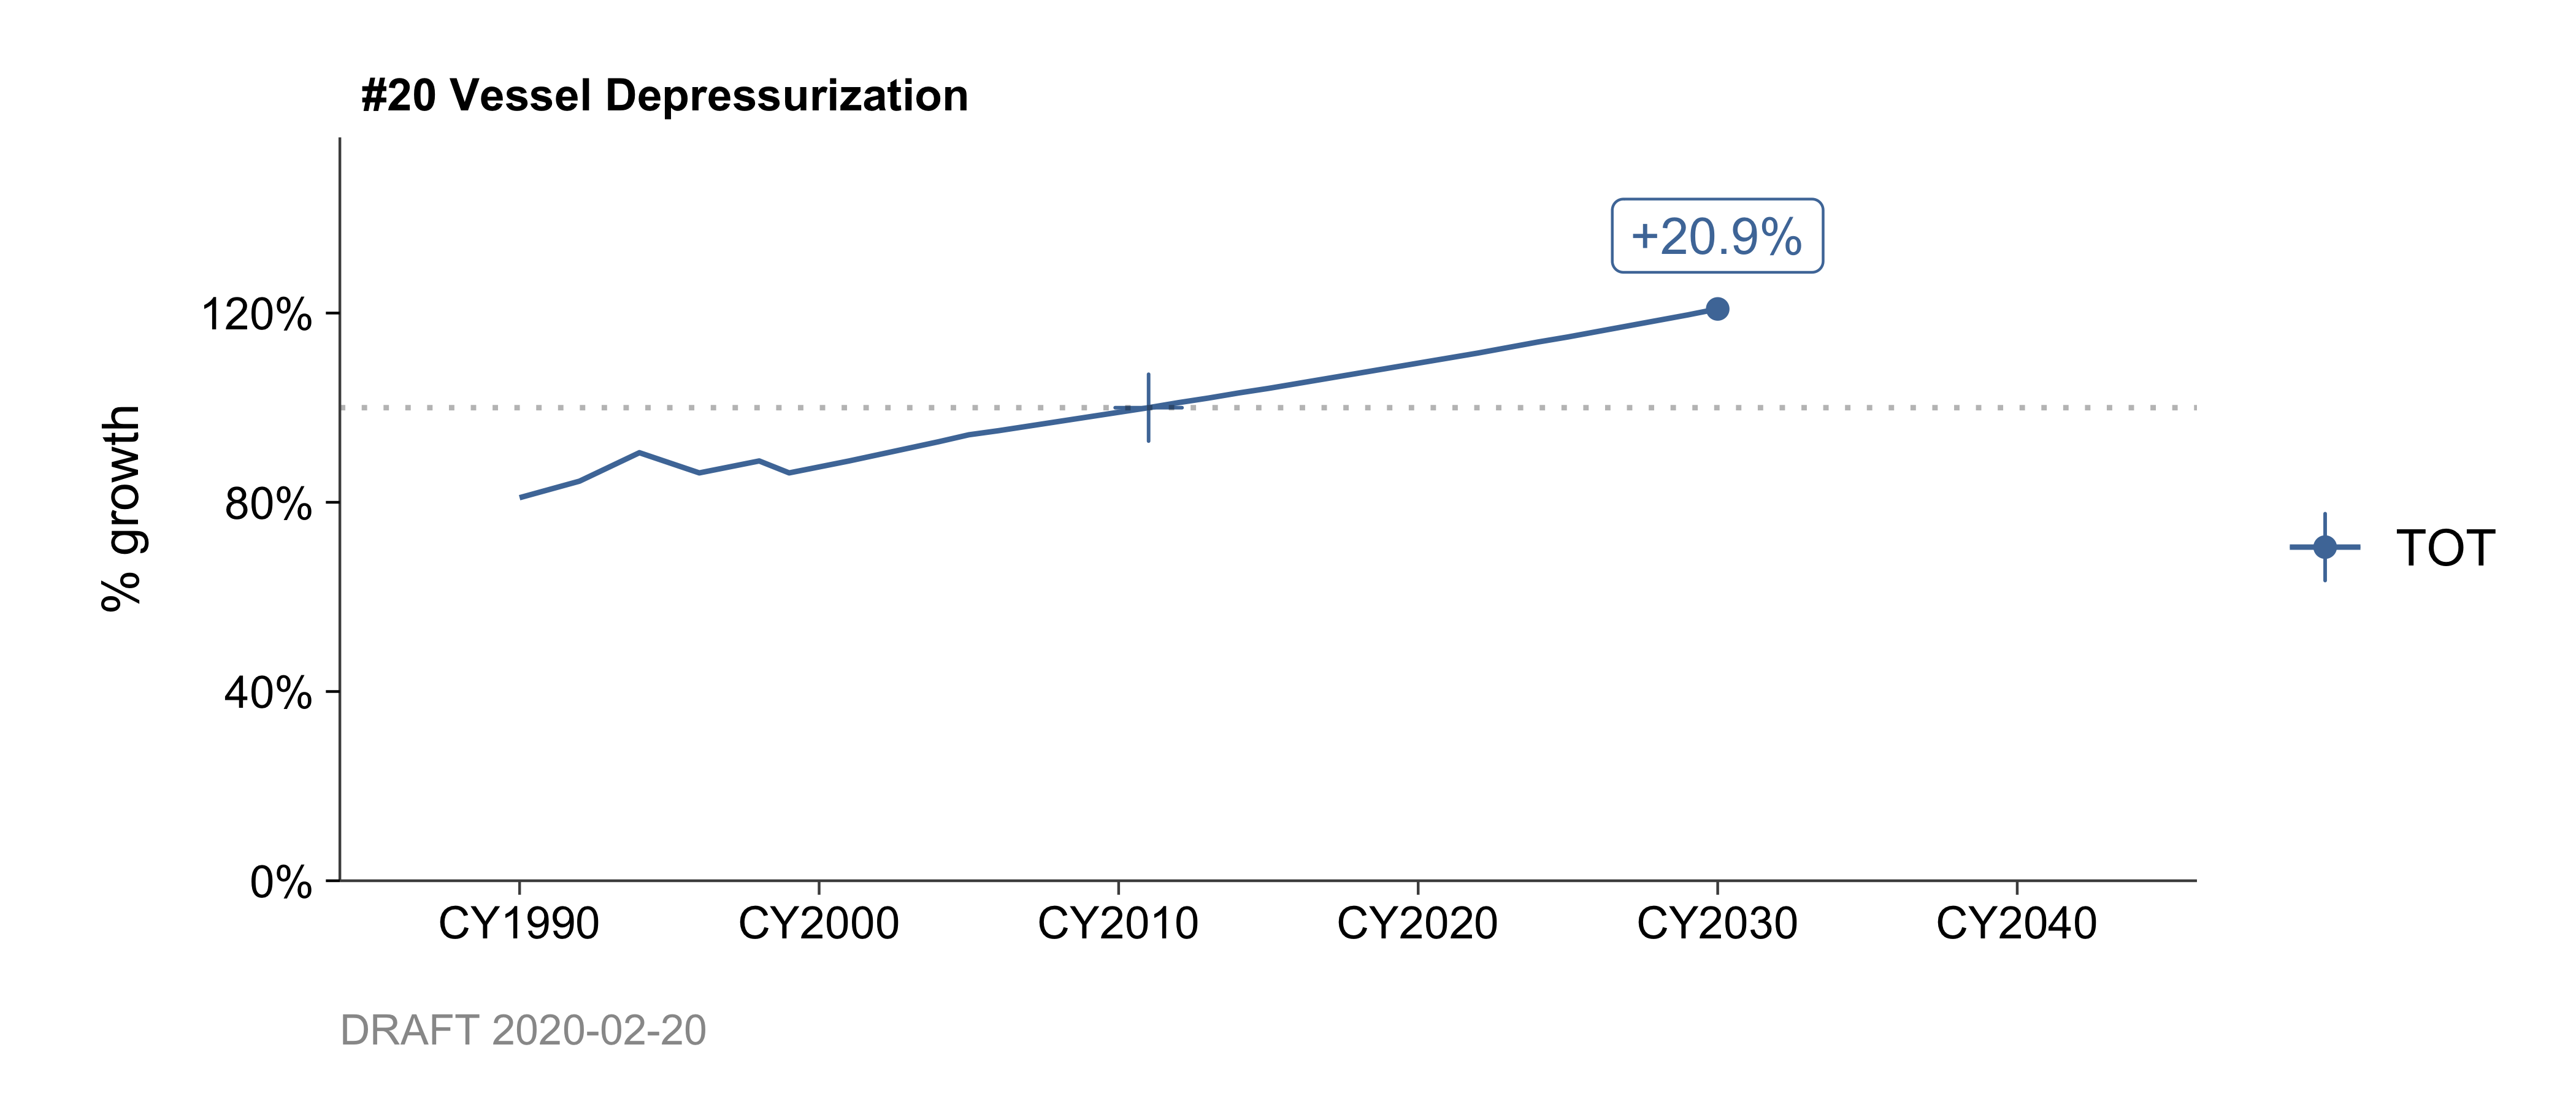 #20 Vessel Depressurization
+20.9%
120%
80%
40%
0%
% growth
CY1990 CY2000 CY2010 CY2020 CY2030 CY2040
TOT
DRAFT 2020-02-20